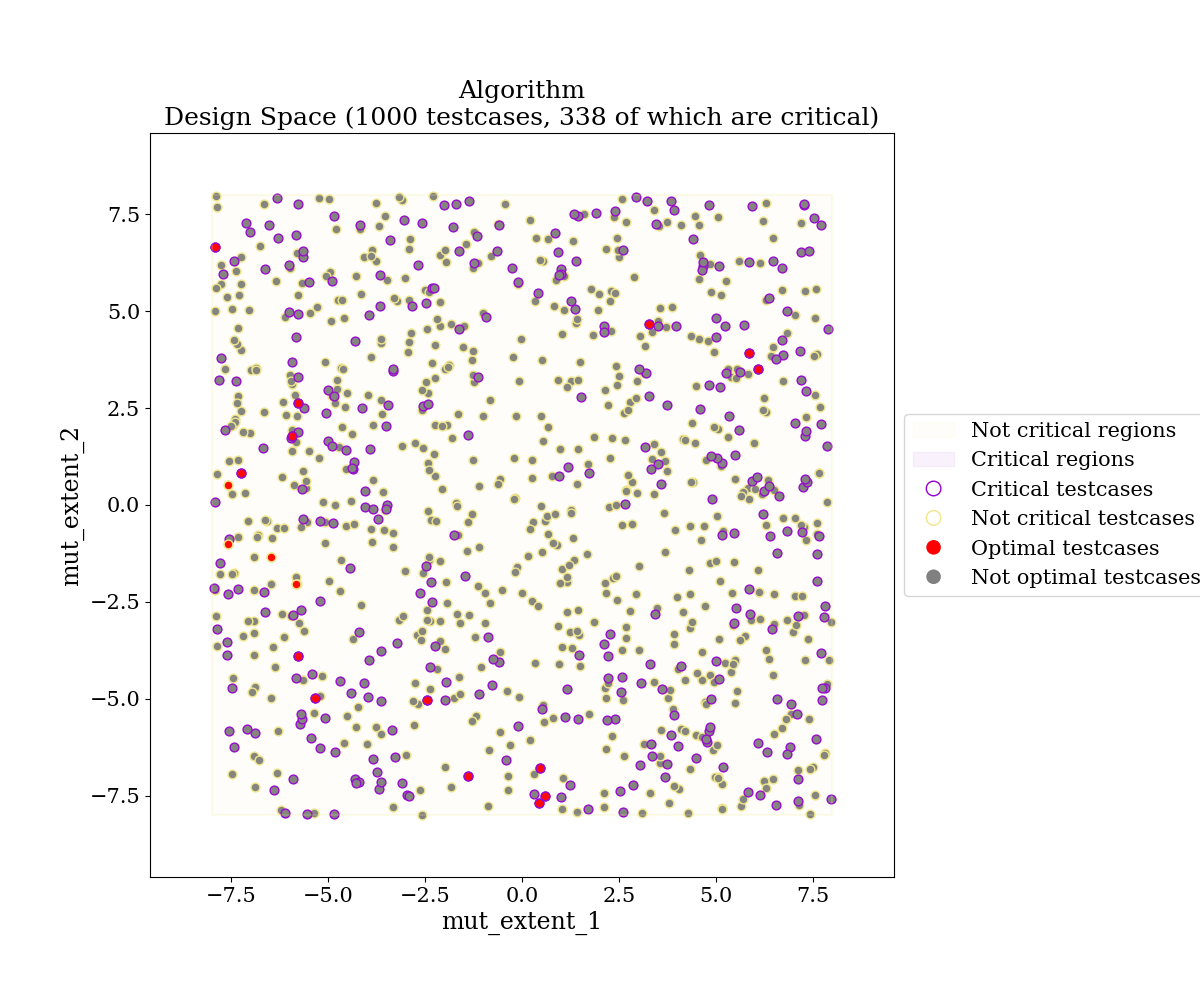 Algorithm
Design Space (1000 testcases, 338 of which are critical)
7.5
5.0
2.5
0.0
−2.5
−5.0
−7.5
mut_extent_2
−7.5 −5.0 −2.5 0.0 2.5 5.0 7.5
mut_extent_1
Not critical regions
Critical regions
Critical testcases
Not critical testcases
Optimal testcases
Not optimal testcases